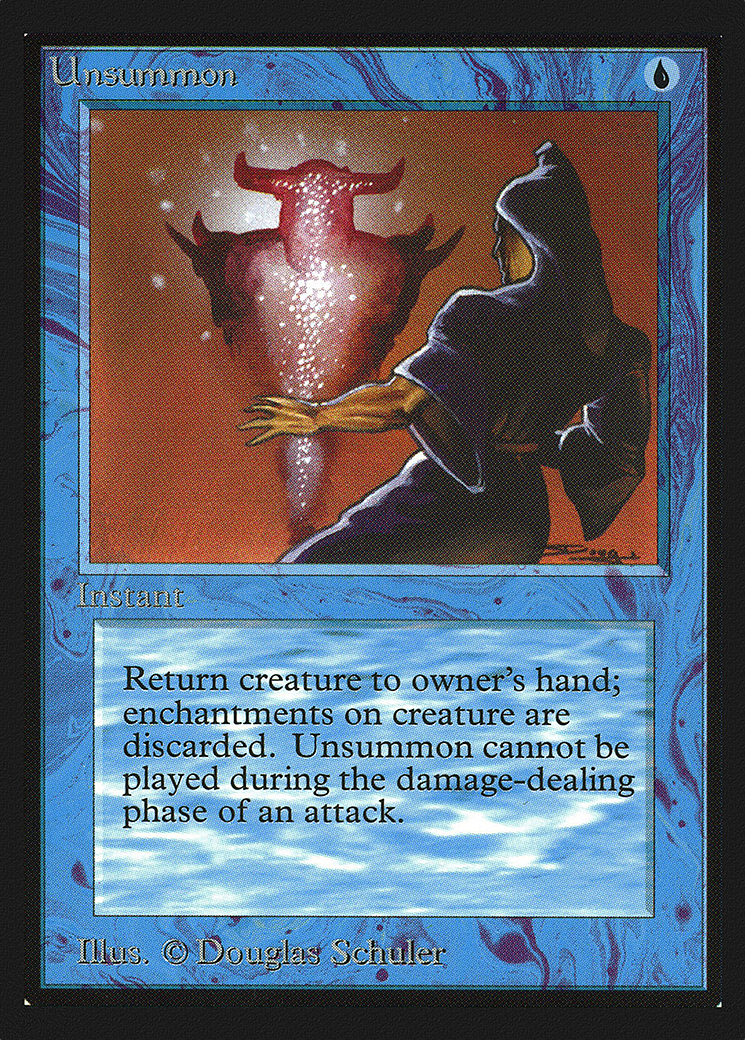 Unsummon
Instant
Return creature to owner's hand;
enchantments on creature are
discarded. Unsummon cannot be
played during the damage-dealing
phase of an attack.
Illus. © Douglas Schuler